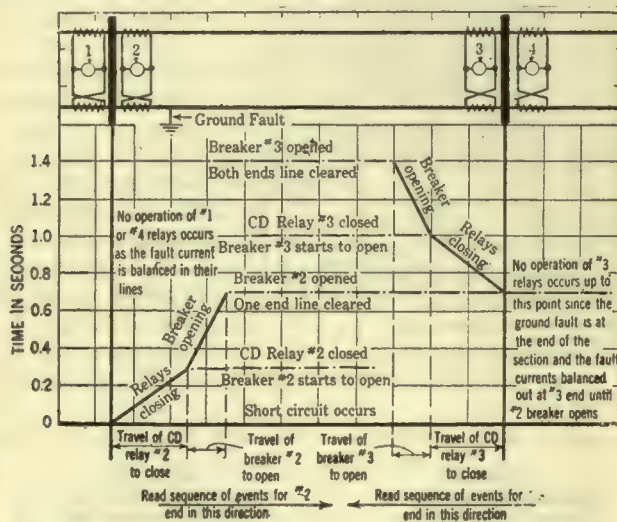 1
2
3
4
Ground Fault
Breaker #3 opened
Both ends line cleared
Breaker
opening
No operation of #1
or #4 relays occurs
as the fault current
is balanced in their
lines
CD Relay #3 closed
Breaker #3 starts to open
Relays
closing
Breaker #2 opened
One end line cleared
Breaker
opening
No operation of #3
relays occurs up to
this point since the
ground fault is at
the end of the
section and the fault
currents balanced
out at #3 end until
#2 breaker opens
Relays
closing
CD Relay #2 closed
Breaker #2 starts to open
Short circuit occurs
TIME IN SECONDS
1.4
1.2
1.0
0.8
0.6
0.4
0.2
0
Travel of CD
relay #2
to close
Travel of
breaker #2
to open
Travel of
breaker #3
to open
Travel of CD
relay #3
to close
Read sequence of events for #2
end in this direction
Read sequence of events for
end in this direction